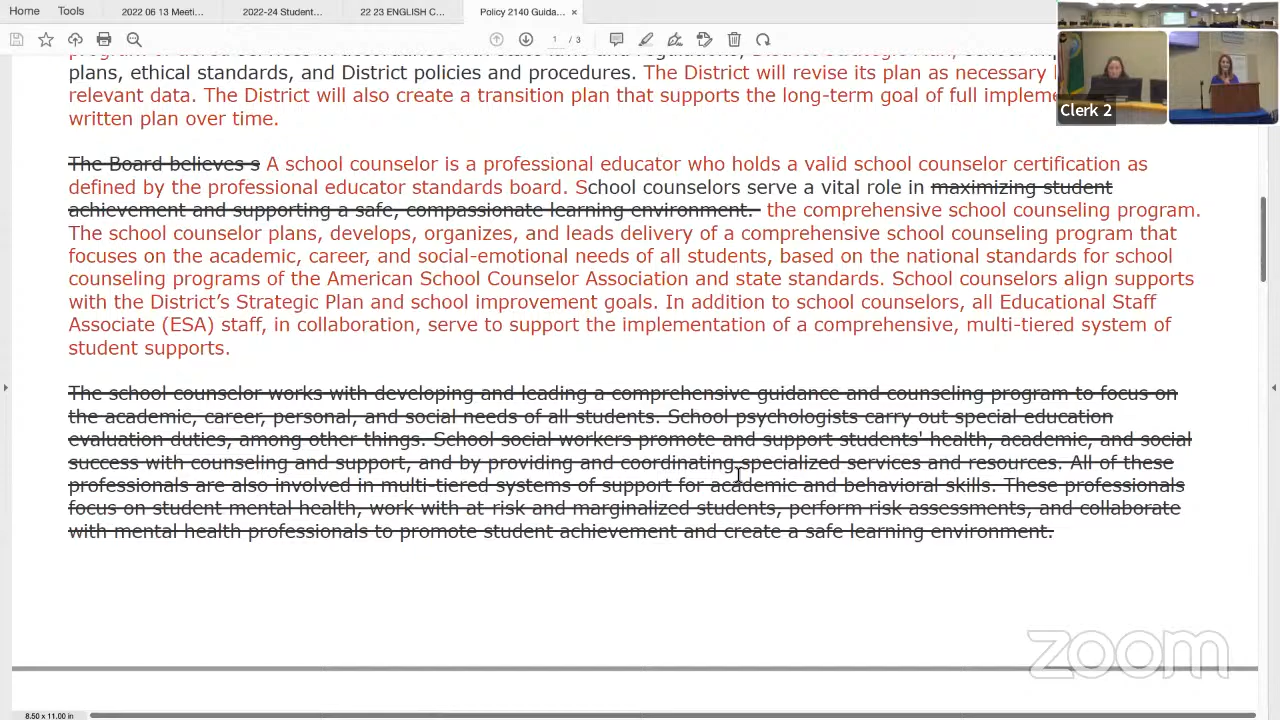 Home Tools 2022 06 13 Meeti... 2022-24 Student... 22 23 ENGLISH C... Policy 2140 Guida... ×
1 / 3
plans, ethical standards, and District policies and procedures. The District will revise its plan as necessary
relevant data. The District will also create a transition plan that supports the long-term goal of full impleme
written plan over time.
Clerk 2
The Board believes s A school counselor is a professional educator who holds a valid school counselor certification as
defined by the professional educator standards board. School counselors serve a vital role in maximizing student
achievement and supporting a safe, compassionate learning environment. the comprehensive school counseling program.
The school counselor plans, develops, organizes, and leads delivery of a comprehensive school counseling program that
focuses on the academic, career, and social-emotional needs of all students, based on the national standards for school
counseling programs of the American School Counselor Association and state standards. School counselors align supports
with the District’s Strategic Plan and school improvement goals. In addition to school counselors, all Educational Staff
Associate (ESA) staff, in collaboration, serve to support the implementation of a comprehensive, multi-tiered system of
student supports.
The school counselor works with developing and leading a comprehensive guidance and counseling program to focus on
the academic, career, personal, and social needs of all students. School psychologists carry out special education
evaluation duties, among other things. School social workers promote and support students' health, academic, and social
success with counseling and support, and by providing and coordinating specialized services and resources. All of these
professionals are also involved in multi-tiered systems of support for academic and behavioral skills. These professionals
focus on student mental health, work with at risk and marginalized students, perform risk assessments, and collaborate
with mental health professionals to promote student achievement and create a safe learning environment.
zoom
8.50 x 11.00 in